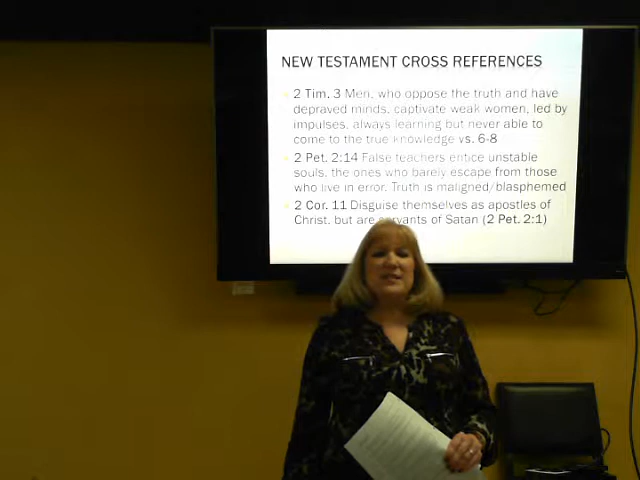 NEW TESTAMENT CROSS REFERENCES
2 Tim. 3 Men, who oppose the truth and have
depraved minds, captivate weak women, led by
impulses, always learning but never able to
come to the true knowledge vs. 6-8
2 Pet. 2:14 False teachers entice unstable
souls, the ones who barely escape from those
who live in error. Truth is maligned/blasphemed
2 Cor. 11 Disguise themselves as apostles of
Christ, but are servants of Satan (2 Pet. 2:1)